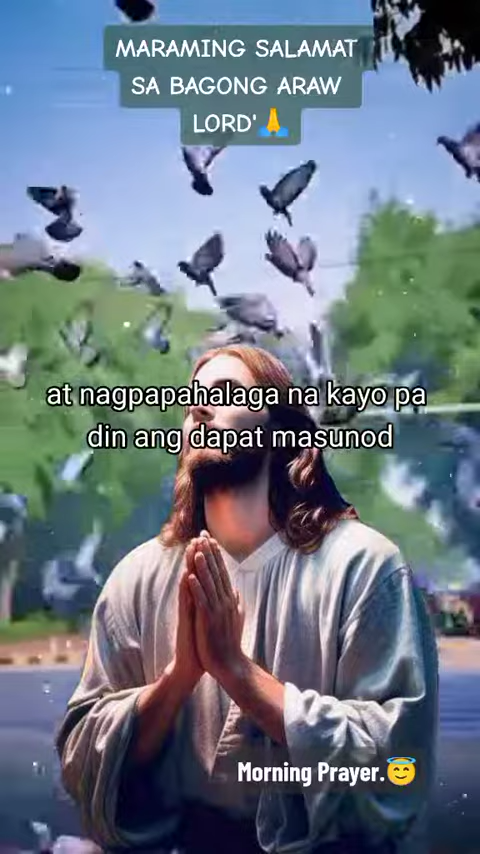 MARAMING SALAMAT
SA BAGONG ARAW
LORD'🙏
at nagpapahalaga na kayo pa
din ang dapat masunod
Morning Prayer.😇